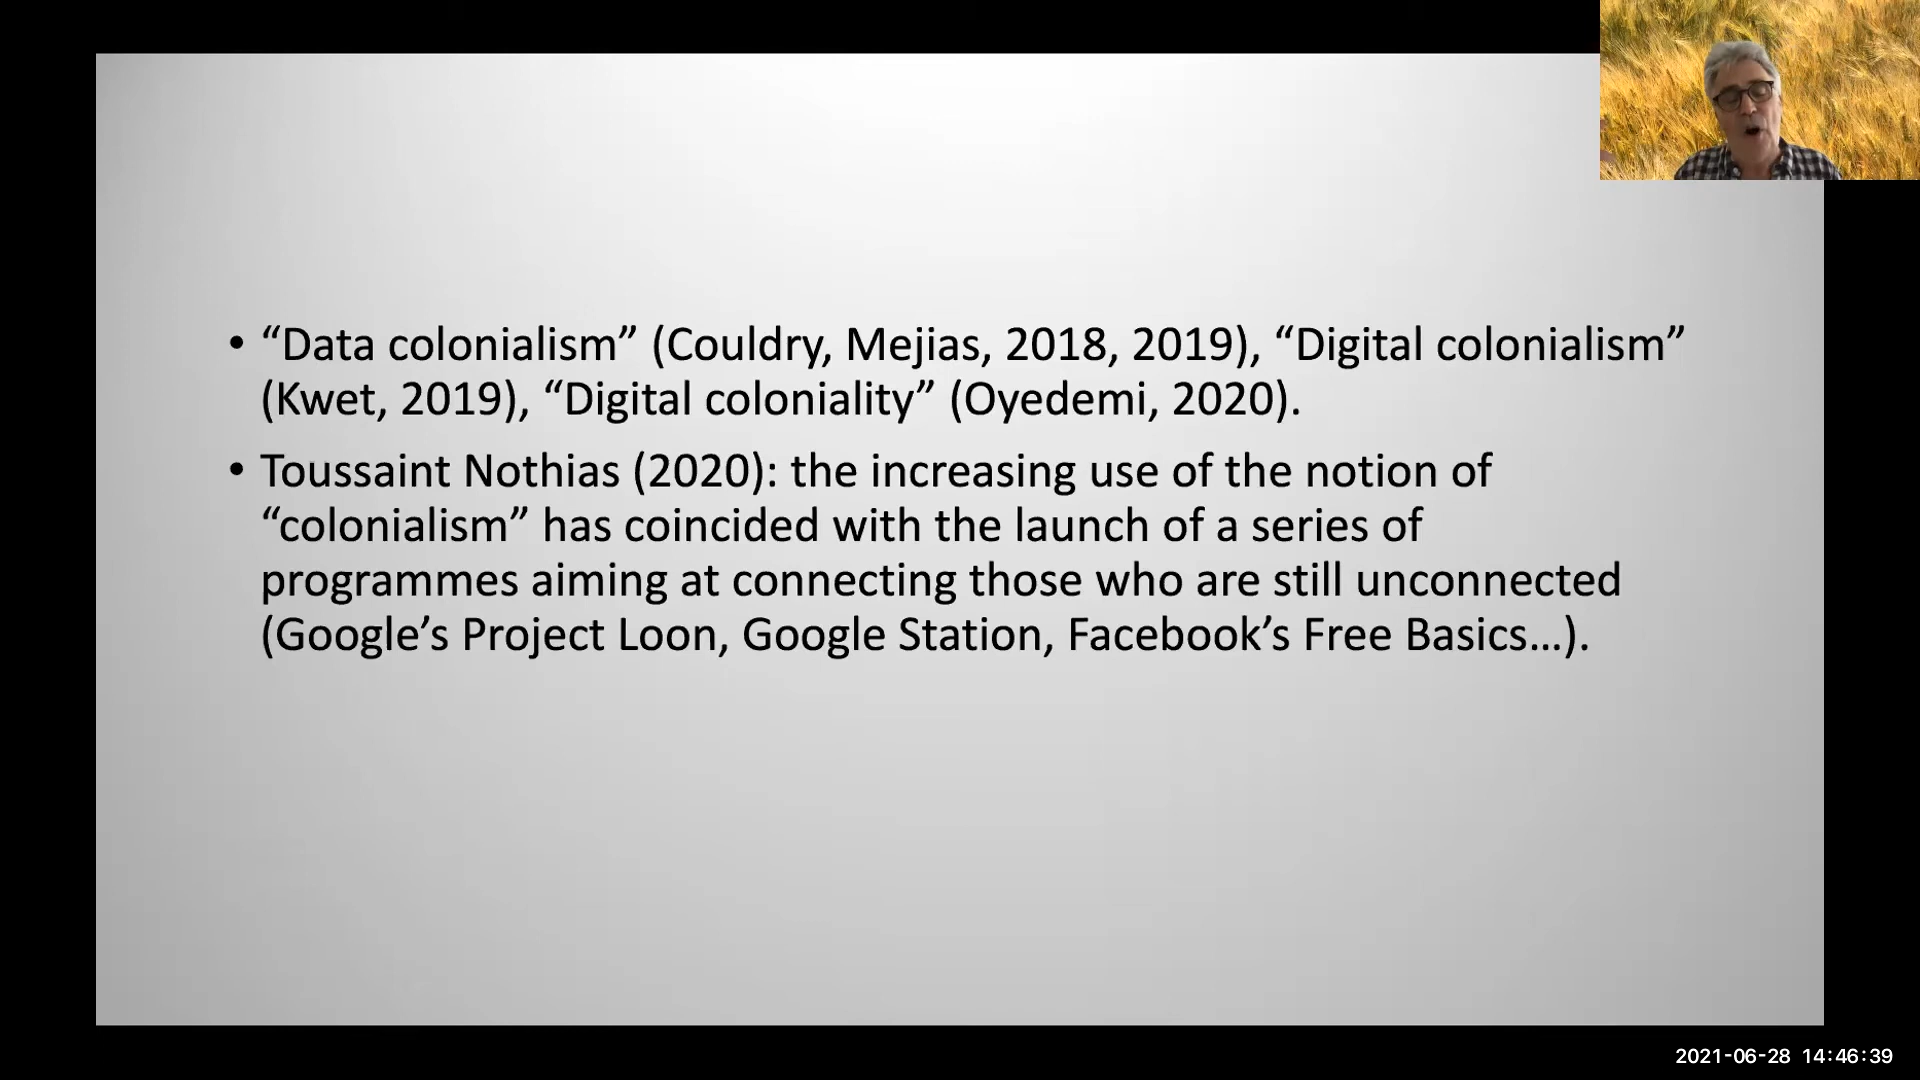 • “Data colonialism” (Couldry, Mejias, 2018, 2019), “Digital colonialism”
(Kwet, 2019), “Digital coloniality” (Oyedemi, 2020).
• Toussaint Nothias (2020): the increasing use of the notion of
“colonialism” has coincided with the launch of a series of
programmes aiming at connecting those who are still unconnected
(Google’s Project Loon, Google Station, Facebook’s Free Basics…).
2021-06-28 14:46:39